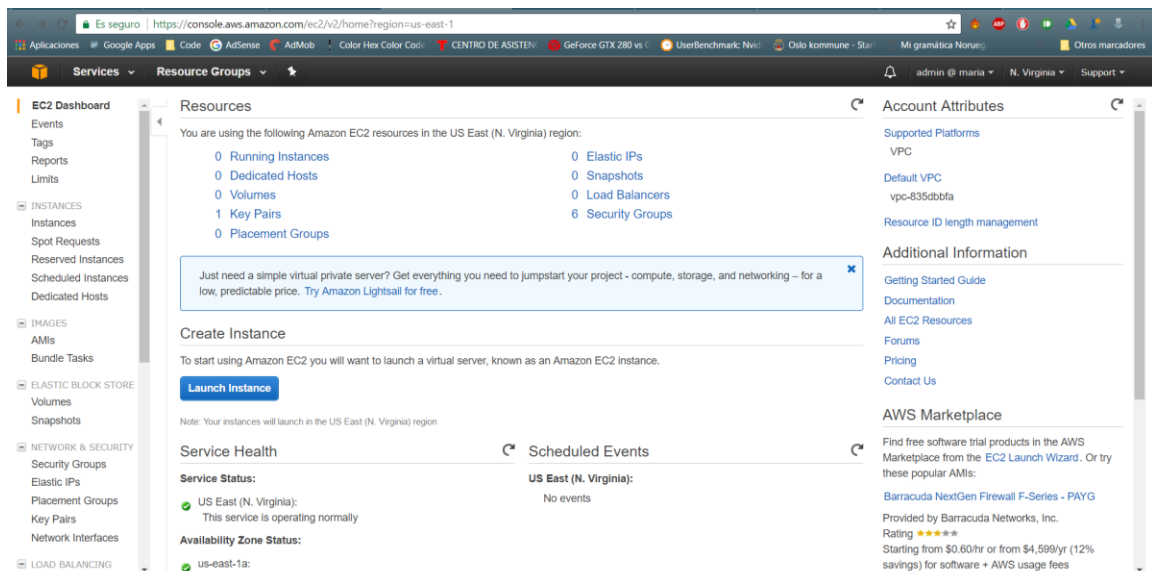 Es seguro | https://console.aws.amazon.com/ec2/v2/home?region=us-east-1
Aplicaciones Google Apps Code AdSense AdMob Color Hex Color Code CENTRO DE ASISTENC GeForce GTX 280 vs UserBenchmark: Nvid Oslo kommune - Star Mi gramática Norueg Otros marcadores
Services Resource Groups admin @ maria N. Virginia Support
EC2 Dashboard
Events
Tags
Reports
Limits
INSTANCES
Instances
Spot Requests
Reserved Instances
Scheduled Instances
Dedicated Hosts
IMAGES
AMIs
Bundle Tasks
ELASTIC BLOCK STORE
Volumes
Snapshots
NETWORK & SECURITY
Security Groups
Elastic IPs
Placement Groups
Key Pairs
Network Interfaces
LOAD BALANCING
Resources
You are using the following Amazon EC2 resources in the US East (N. Virginia) region:
0 Running Instances
0 Dedicated Hosts
0 Volumes
1 Key Pairs
0 Placement Groups
0 Elastic IPs
0 Snapshots
0 Load Balancers
6 Security Groups
Just need a simple virtual private server? Get everything you need to jumpstart your project - compute, storage, and networking – for a
low, predictable price. Try Amazon Lightsail for free.
Create Instance
To start using Amazon EC2 you will want to launch a virtual server, known as an Amazon EC2 instance.
Launch Instance
Note: Your instances will launch in the US East (N. Virginia) region
Service Health
Service Status:
US East (N. Virginia):
This service is operating normally
Availability Zone Status:
us-east-1a:
Scheduled Events
US East (N. Virginia):
No events
Account Attributes
Supported Platforms
VPC
Default VPC
vpc-835dbbfa
Resource ID length management
Additional Information
Getting Started Guide
Documentation
All EC2 Resources
Forums
Pricing
Contact Us
AWS Marketplace
Find free software trial products in the AWS
Marketplace from the EC2 Launch Wizard. Or try
these popular AMIs:
Barracuda NextGen Firewall F-Series - PAYG
Provided by Barracuda Networks, Inc.
Rating
Starting from $0.60/hr or from $4,599/yr (12%
savings) for software + AWS usage fees